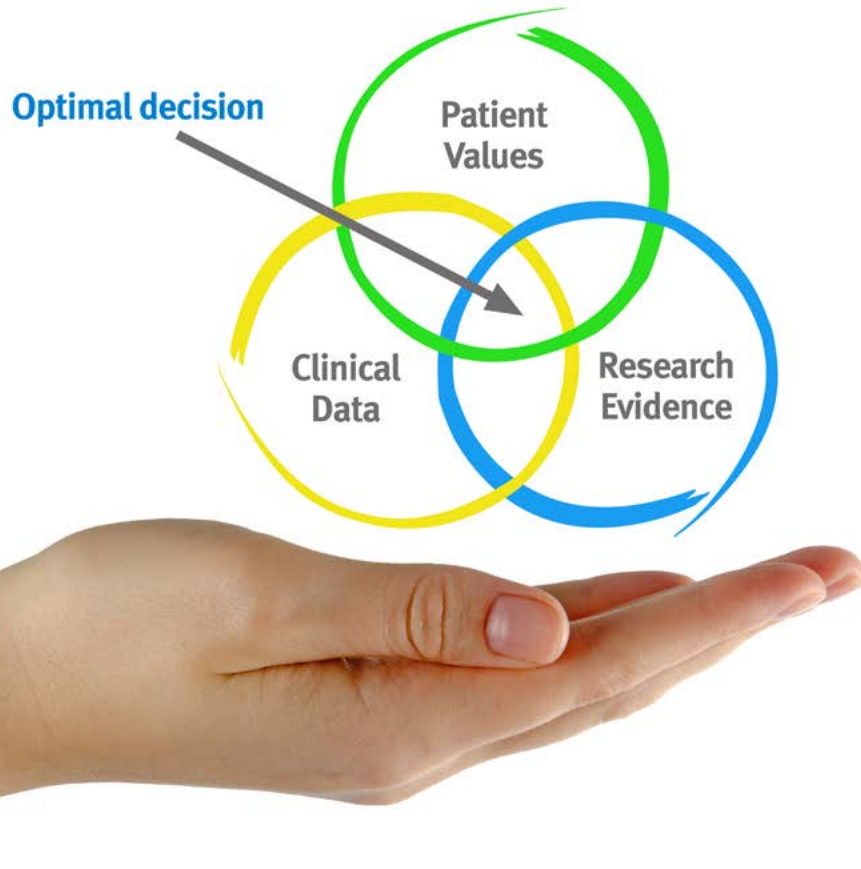 Optimal decision
Patient
Values
Clinical
Data
Research
Evidence